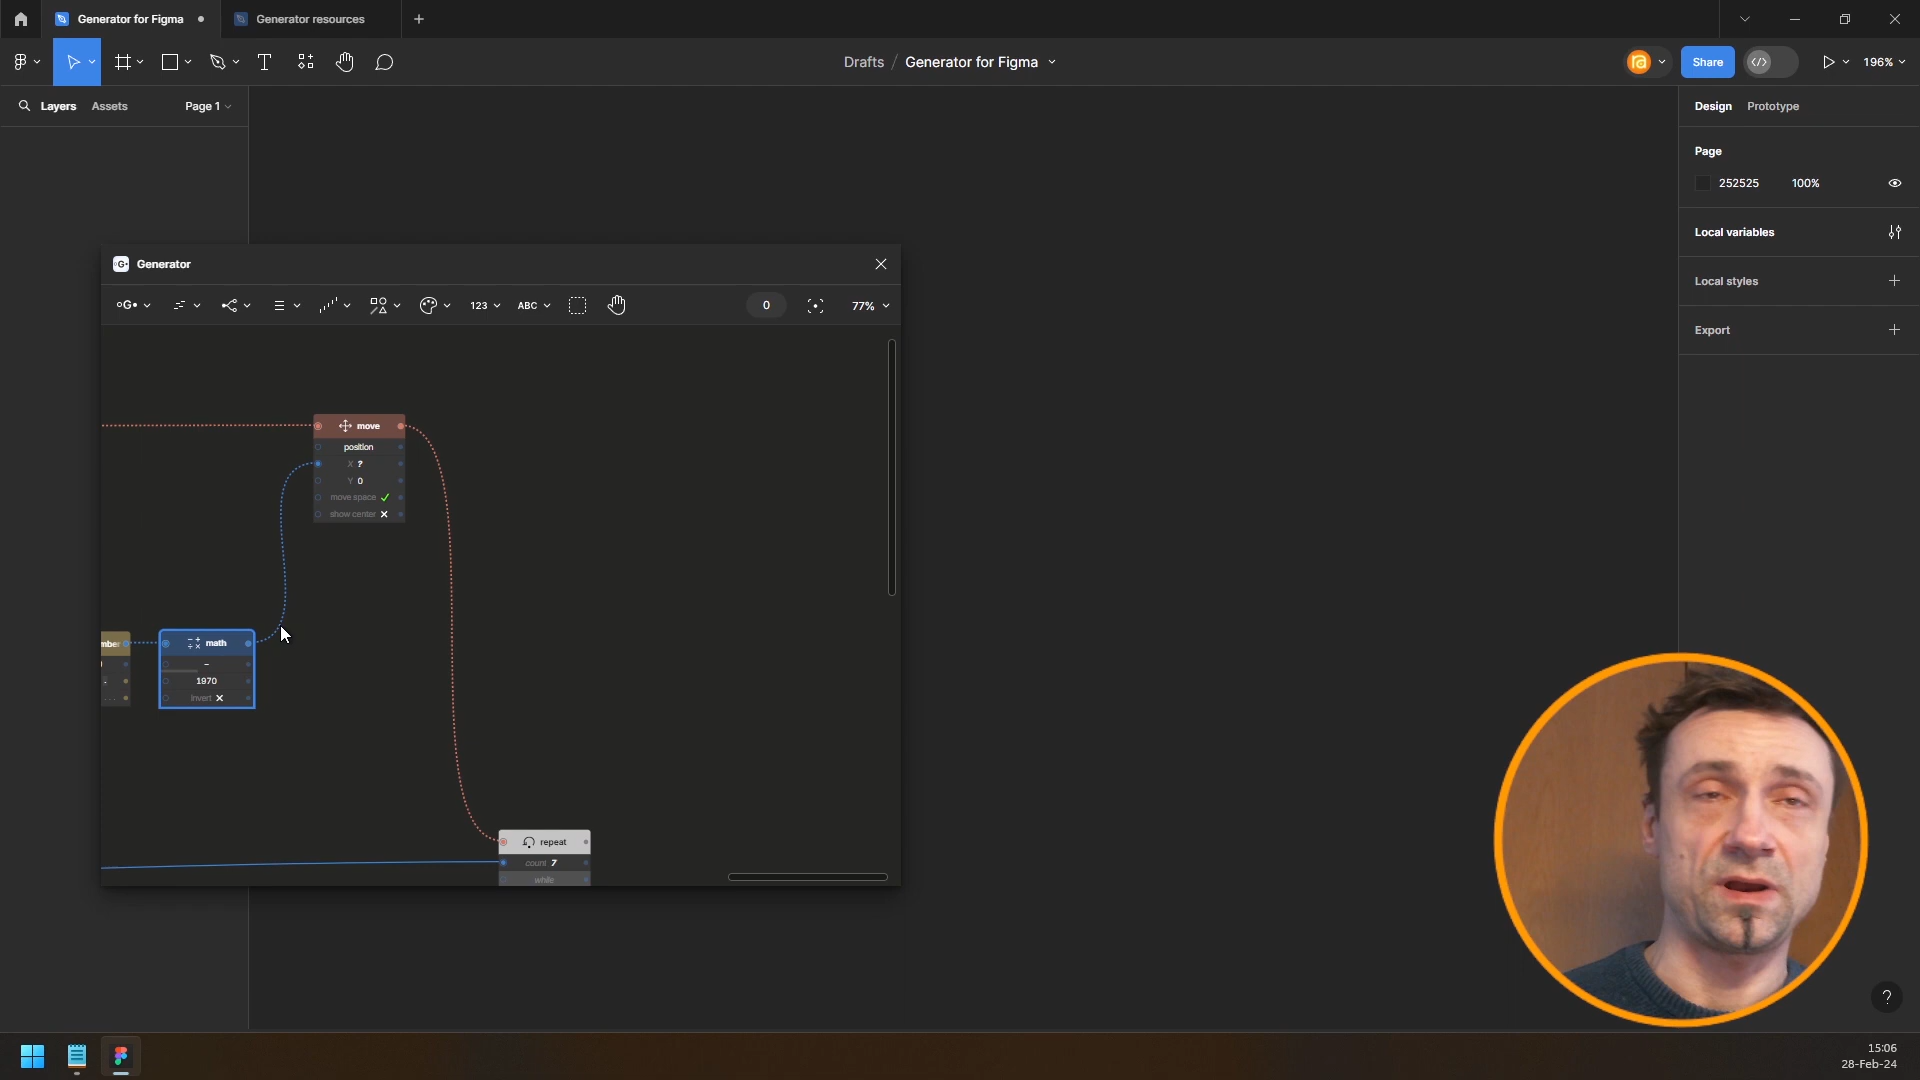 Generator for Figma
Generator resources
Drafts / Generator for Figma
Share
196%
Layers
Assets
Page 1
Design
Prototype
Page
252525
100%
Local variables
Local styles
Export
G
Generator
G
123
ABC
0
77%
move
position
X ?
Y 0
move space
show center
mber
math
–
1970
invert
repeat
count 7
while
?
15:06
28-Feb-24